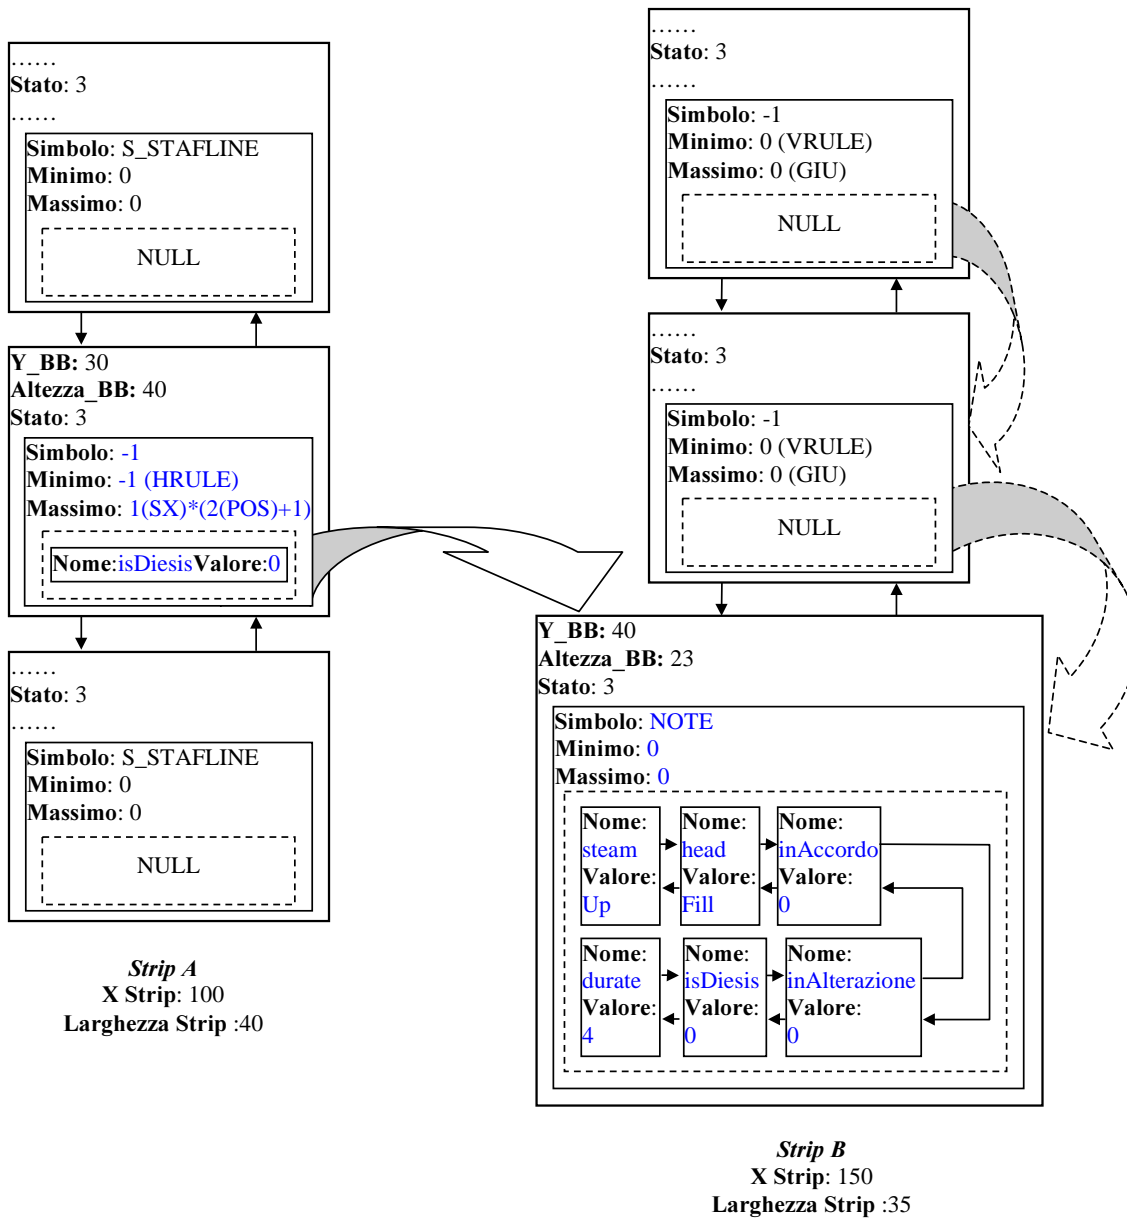 ……
Stato: 3
……
Simbolo: S_STAFLINE
Minimo: 0
Massimo: 0
NULL
Y_BB: 30
Altezza_BB: 40
Stato: 3
Simbolo: -1
Minimo: -1 (HRULE)
Massimo: 1(SX)*(2(POS)+1)
Nome:isDiesisValore:0
……
Stato: 3
……
Simbolo: S_STAFLINE
Minimo: 0
Massimo: 0
NULL
Strip A
X Strip: 100
Larghezza Strip :40
……
Stato: 3
……
Simbolo: -1
Minimo: 0 (VRULE)
Massimo: 0 (GIU)
NULL
……
Stato: 3
……
Simbolo: -1
Minimo: 0 (VRULE)
Massimo: 0 (GIU)
NULL
Y_BB: 40
Altezza_BB: 23
Stato: 3
Simbolo: NOTE
Minimo: 0
Massimo: 0
Nome:
steam
Valore:
Up
Nome:
head
Valore:
Fill
Nome:
inAccordo
Valore:
0
Nome:
durate
Valore:
4
Nome:
isDiesis
Valore:
0
Nome:
inAlterazione
Valore:
0
Strip B
X Strip: 150
Larghezza Strip :35